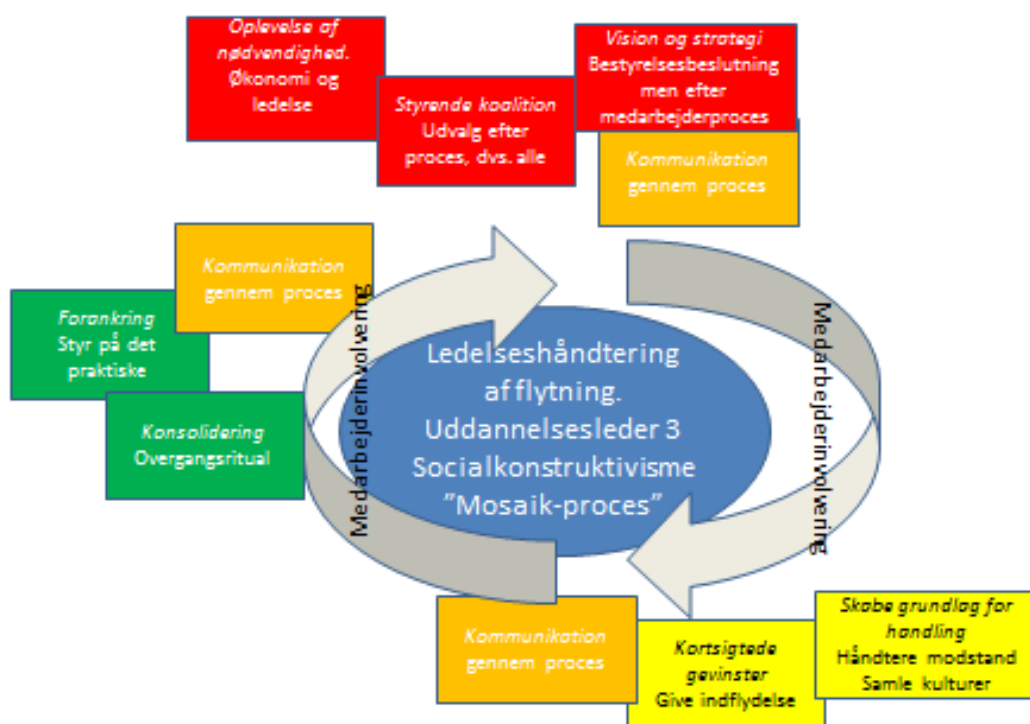 Oplevelse af
nødvendighed.
Økonomi og
ledelse
Styrende koalition
Udvalg efter
proces, dvs. alle
Vision og strategi
Bestyrelsesbeslutning
men efter
medarbejderproces
Kommunikation
gennem proces
Kommunikation
gennem proces
Forankring
Styr på det
praktiske
Konsolidering
Overgangsritual
Medarbejderinvolvering
Ledelseshåndtering
af flytning.
Uddannelsesleder 3
Socialkonstruktivisme
"Mosaik-proces"
Medarbejderinvolvering
Kommunikation
gennem proces
Kortsigtede
gevinster
Give indflydelse
Skabe grundlag for
handling
Håndtere modstand
Samle kulturer